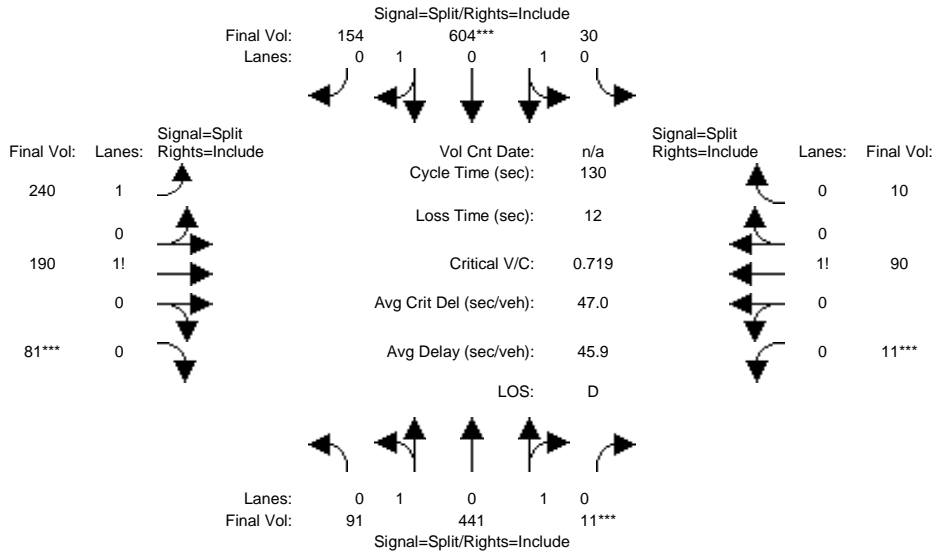 Signal=Split/Rights=Include
Final Vol: 154 604*** 30
Lanes: 0 1 0 1 0
Signal=Split
Final Vol: Lanes: Rights=Include
Vol Cnt Date: n/a
Signal=Split
Rights=Include Lanes: Final Vol:
Cycle Time (sec): 130
240 1
0 10
Loss Time (sec): 12
0
0
190 1!
Critical V/C: 0.719
1! 90
0
Avg Crit Del (sec/veh): 47.0
0
81*** 0
Avg Delay (sec/veh): 45.9
0 11***
LOS: D
Lanes: 0 1 0 1 0
Final Vol: 91 441 11***
Signal=Split/Rights=Include